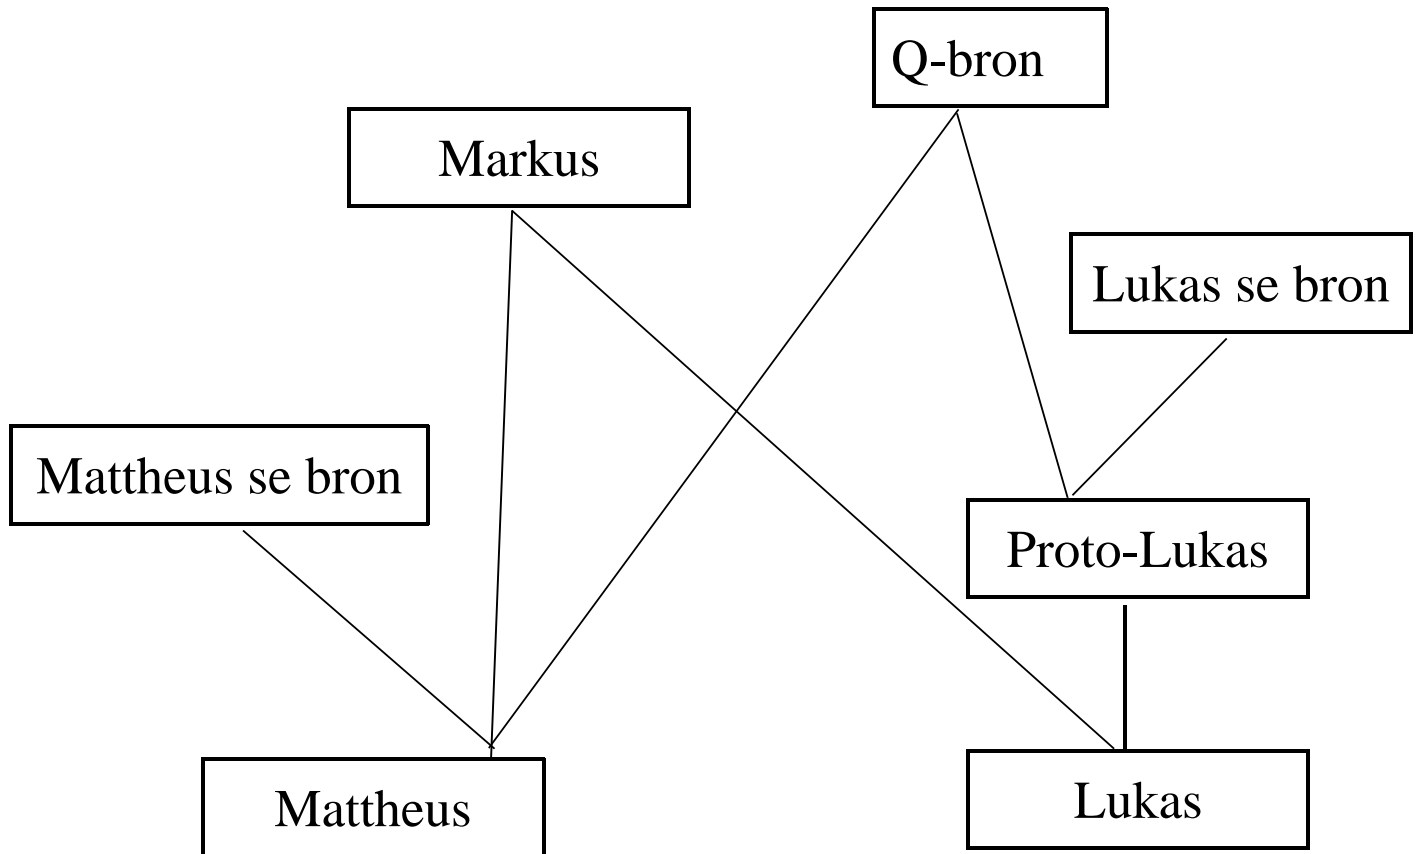 Q-bron
Markus
Lukas se bron
Mattheus se bron
Proto-Lukas
Mattheus
Lukas